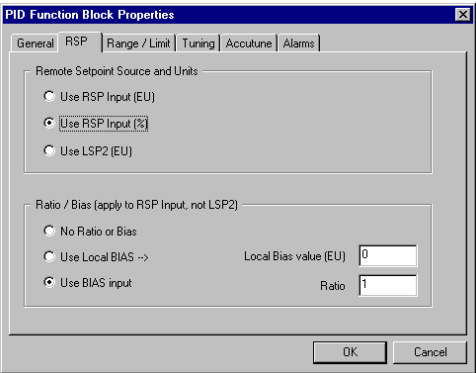 PID Function Block Properties
General RSP Range / Limit Tuning Accutune Alarms
Remote Setpoint Source and Units
Use RSP Input (EU)
Use RSP Input (%)
Use LSP2 (EU)
Ratio / Bias (apply to RSP Input, not LSP2)
No Ratio or Bias
Use Local BIAS --> Local Bias value (EU) 0
Use BIAS input Ratio 1
OK Cancel